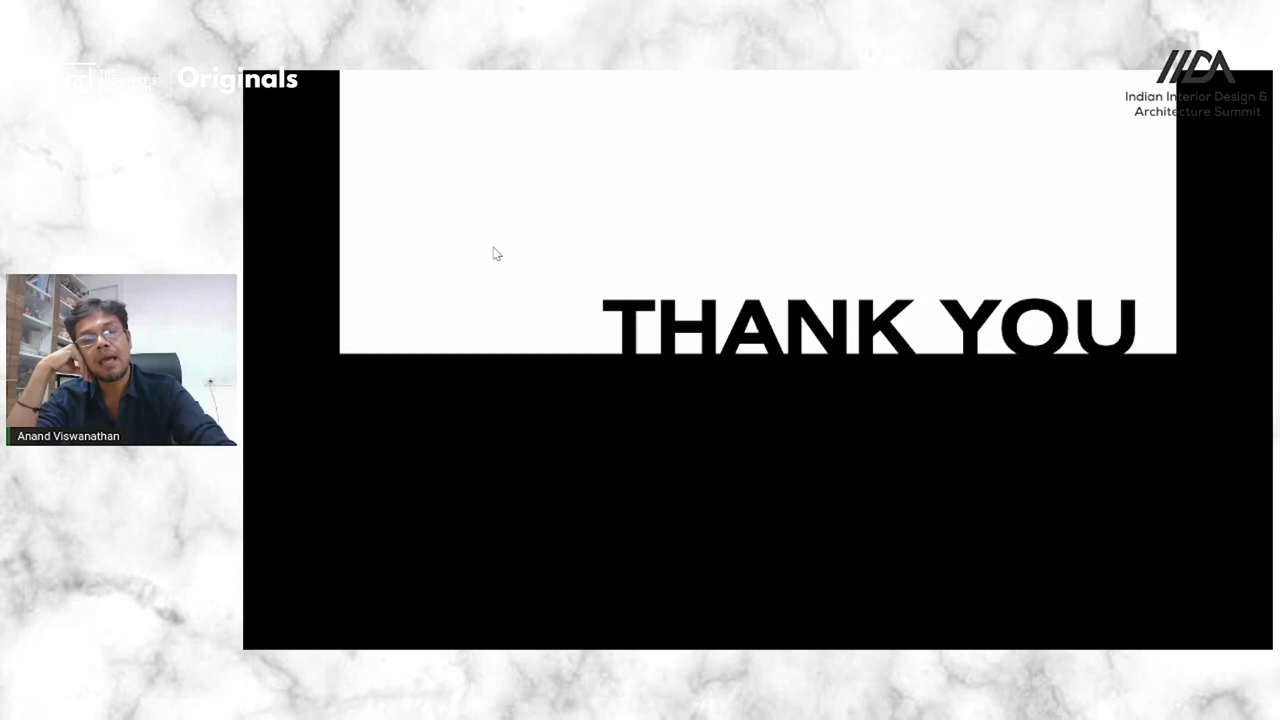 Originals
IIDA
Indian Interior Design &
Architecture Summit
THANK YOU
Anand Viswanathan